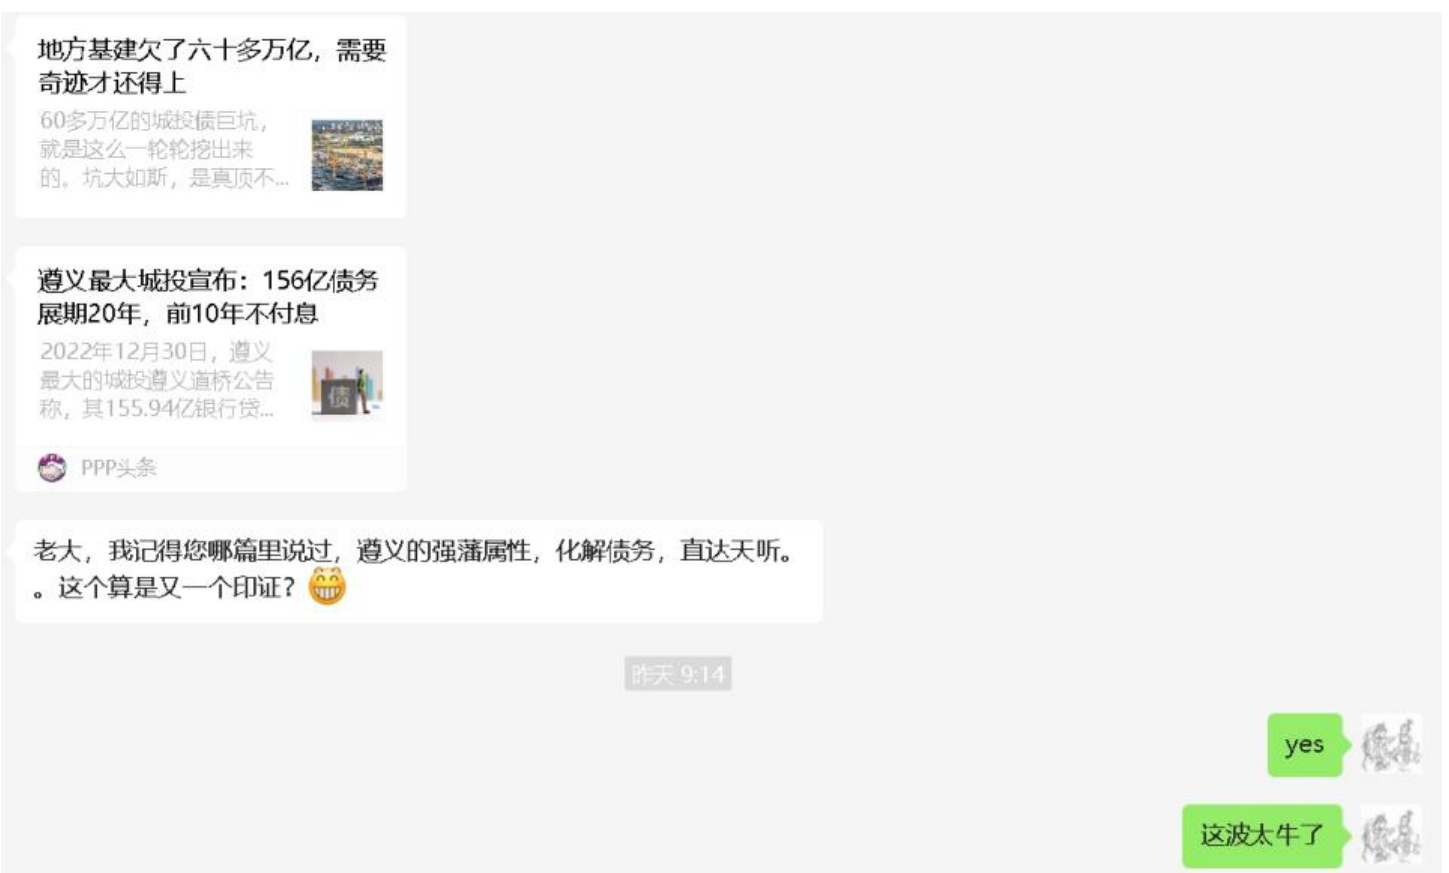 地方基建欠了六十多万亿，需要
奇迹才还得上
60多万亿的城投债巨坑，
就是这么一轮轮挖出来
的。坑大如斯，是真顶不...
遵义最大城投宣布：156亿债务
展期20年，前10年不付息
2022年12月30日，遵义
最大的城投遵义道桥公告
称，其155.94亿银行贷...
债
PPP头条
老大，我记得您哪篇里说过，遵义的强藩属性，化解债务，直达天听。
。这个算是又一个印证？
昨天 9:14
yes
这波太牛了